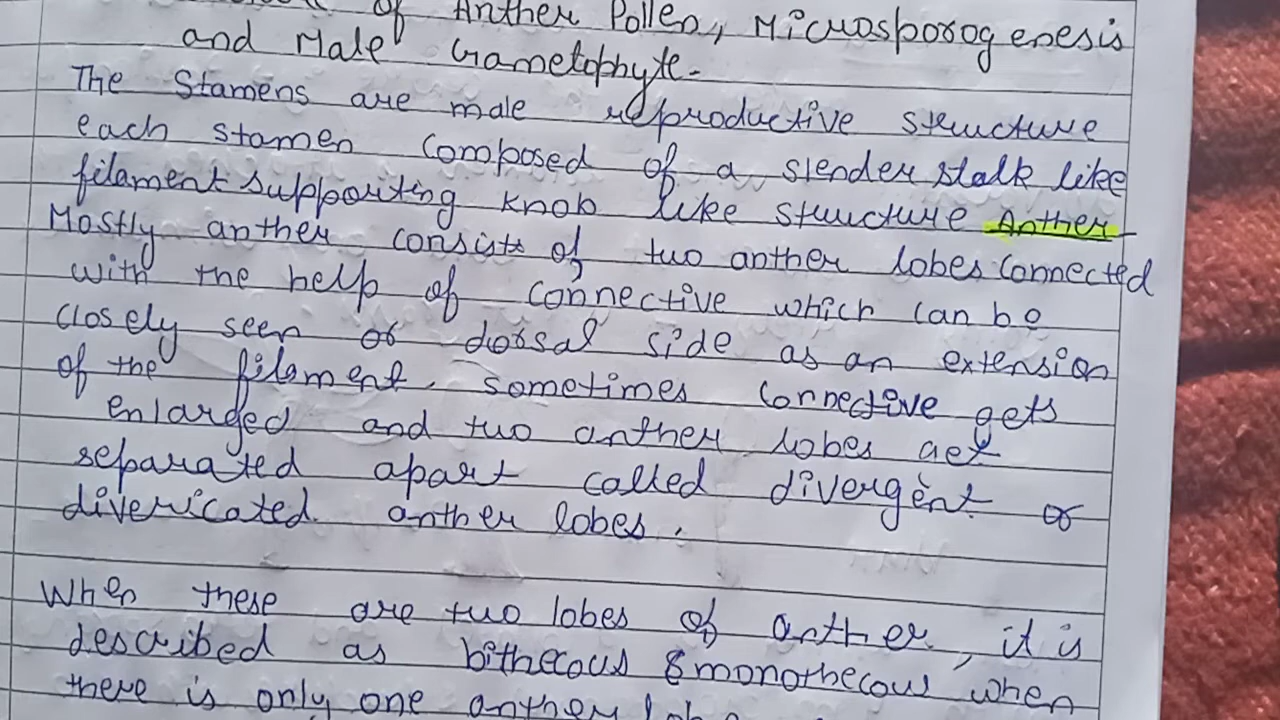 of Anther Pollen, Microsporogenesis
and Male Gametophyte.
The Stamens are male reproductive structure
each stamen composed of a slender stalk like
filament supporting knob like structure Anther
Mostly anther consists of two anther lobes connected
with the help of connective which can be
closely seen of dorsal side as an extension
of the filament. sometimes connective gets
enlarged and two anther lobes get
separated apart called divergent or
divericated anther lobes.
When these are two lobes of anther, it is
described as bithecous & monothecous when
there is only one anther